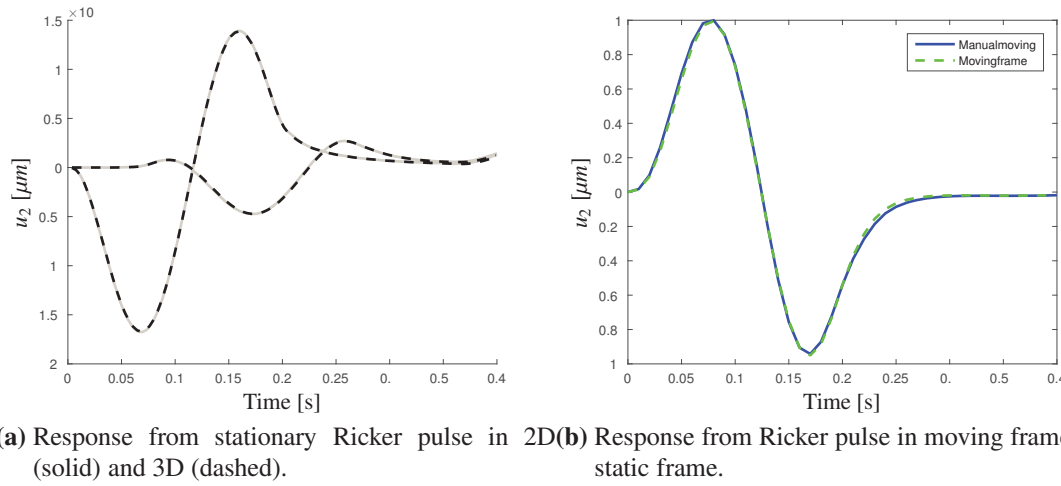 1.5 ×10
1
0.5
0
0.5
1
1.5
2
u₂ [μm]
0 0.05 0.1 0.15 0.2 0.25 0. 0.5 0.4
Time [s]
1
0.8
0.6
0.4
0.2
0
0.2
0.4
0.6
0.8
1
u₂ [μm]
Manualmoving
Movingframe
0 0.05 0.1 0.15 0.2 0.25 0. 0.5 0.4
Time [s]
(a) Response from stationary Ricker pulse in 2D
(solid) and 3D (dashed).
(b) Response from Ricker pulse in moving frame
static frame.